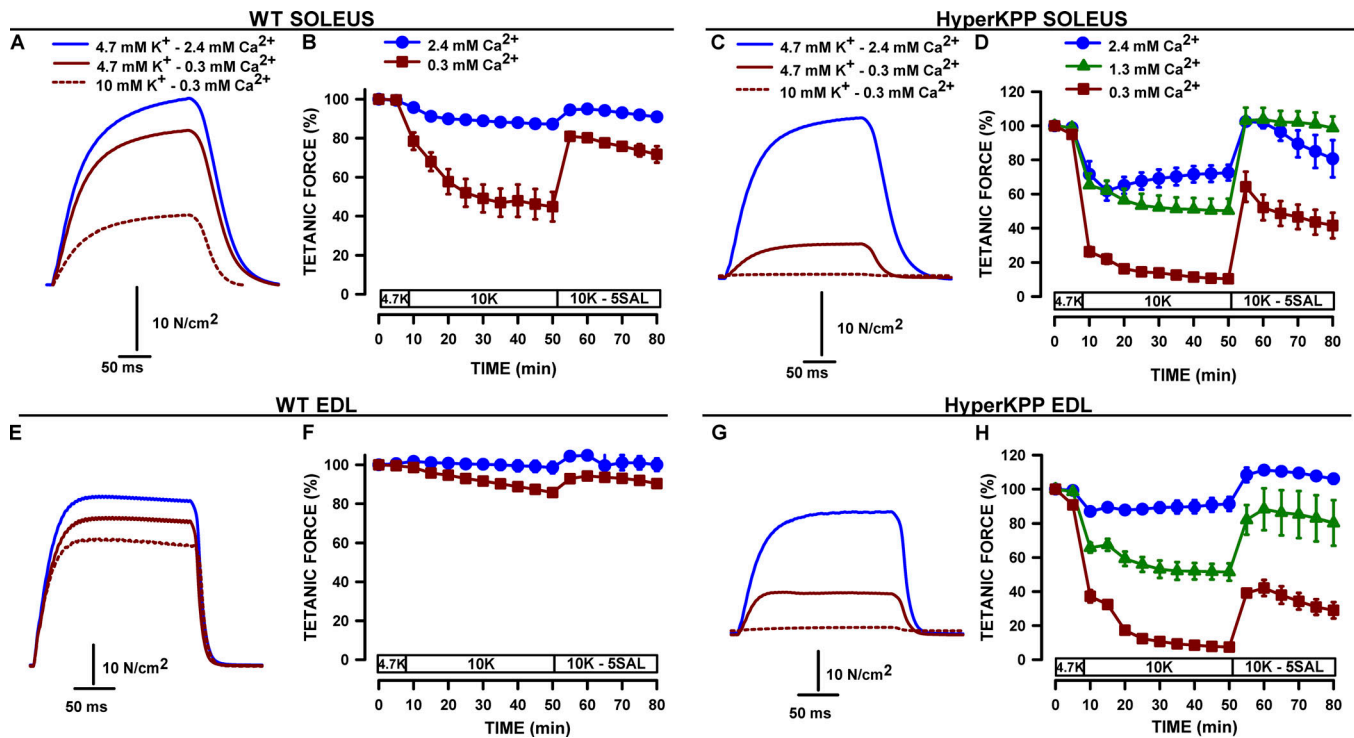 WT SOLEUS
HyperKPP SOLEUS
A
4.7 mM K+ - 2.4 mM Ca2+
4.7 mM K+ - 0.3 mM Ca2+
10 mM K+ - 0.3 mM Ca2+
10 N/cm2
50 ms
B
2.4 mM Ca2+
0.3 mM Ca2+
TETANIC FORCE (%)
100
80
60
40
20
0
4.7K 10K 10K - 5SAL
0 10 20 30 40 50 60 70 80
TIME (min)
C
4.7 mM K+ - 2.4 mM Ca2+
4.7 mM K+ - 0.3 mM Ca2+
10 mM K+ - 0.3 mM Ca2+
10 N/cm2
50 ms
D
2.4 mM Ca2+
1.3 mM Ca2+
0.3 mM Ca2+
TETANIC FORCE (%)
120
100
80
60
40
20
0
4.7K 10K 10K - 5SAL
0 10 20 30 40 50 60 70 80
TIME (min)
WT EDL
HyperKPP EDL
E
10 N/cm2
50 ms
F
TETANIC FORCE (%)
100
80
60
40
20
0
4.7K 10K 10K - 5SAL
0 10 20 30 40 50 60 70 80
TIME (min)
G
10 N/cm2
50 ms
H
TETANIC FORCE (%)
120
100
80
60
40
20
0
4.7K 10K 10K - 5SAL
0 10 20 30 40 50 60 70 80
TIME (min)